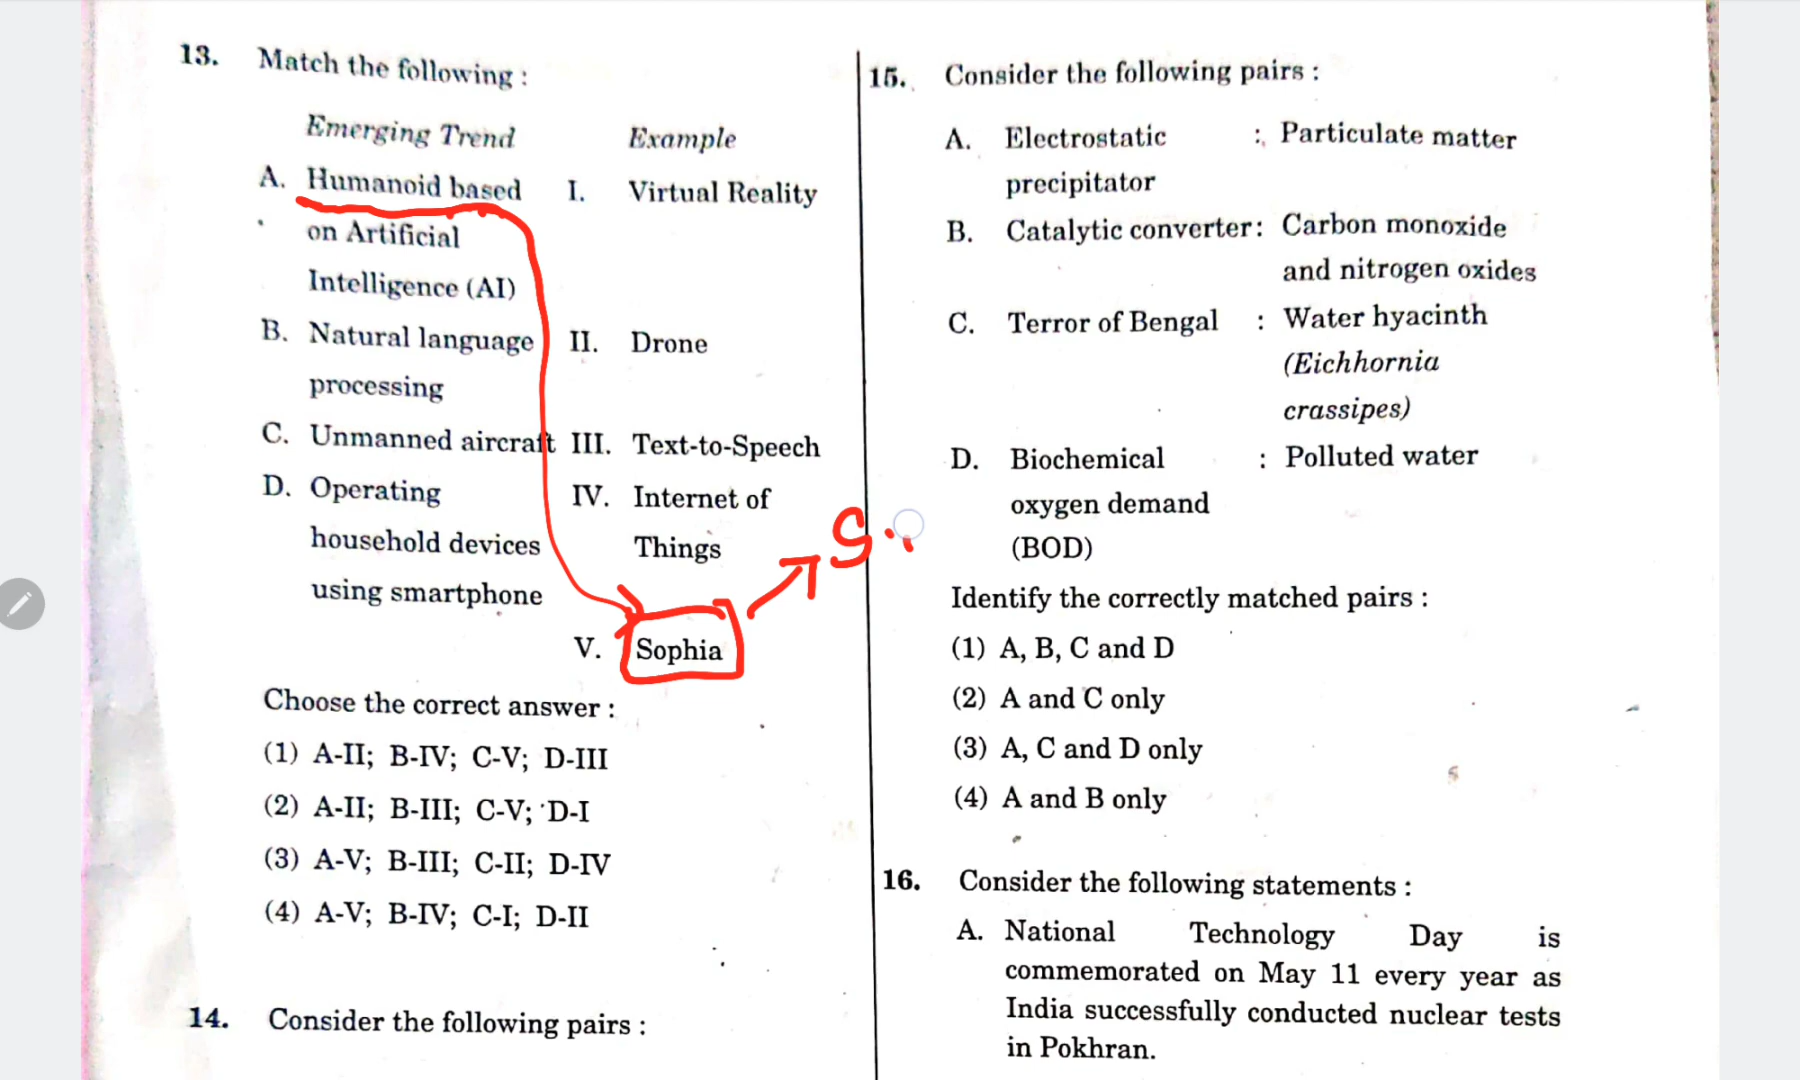 13. Match the following :
Emerging Trend Example
A. Humanoid based I. Virtual Reality
on Artificial
Intelligence (AI)
B. Natural language II. Drone
processing
C. Unmanned aircraft III. Text-to-Speech
D. Operating IV. Internet of
household devices Things
using smartphone
V. Sophia
S.
Choose the correct answer :
(1) A-II; B-IV; C-V; D-III
(2) A-II; B-III; C-V; D-I
(3) A-V; B-III; C-II; D-IV
(4) A-V; B-IV; C-I; D-II
14. Consider the following pairs :
15. Consider the following pairs :
A. Electrostatic : Particulate matter
precipitator
B. Catalytic converter: Carbon monoxide
and nitrogen oxides
C. Terror of Bengal : Water hyacinth
(Eichhornia
crassipes)
D. Biochemical : Polluted water
oxygen demand
(BOD)
Identify the correctly matched pairs :
(1) A, B, C and D
(2) A and C only
(3) A, C and D only
(4) A and B only
16. Consider the following statements :
A. National Technology Day is
commemorated on May 11 every year as
India successfully conducted nuclear tests
in Pokhran.